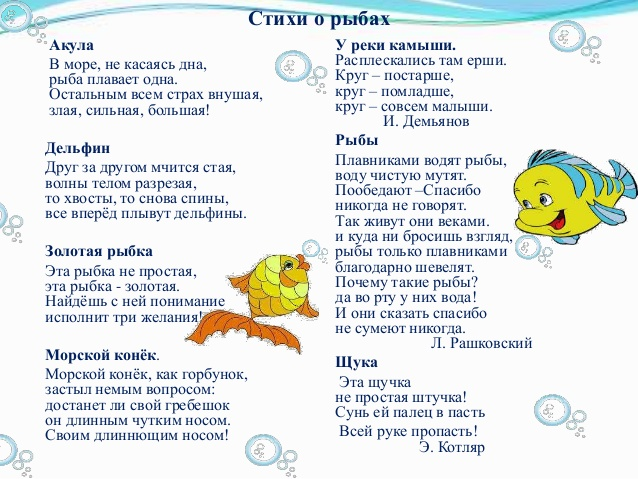 Стихи о рыбах
Акула
В море, не касаясь дна,
рыба плавает одна.
Остальным всем страх внушая,
злая, сильная, большая!
Дельфин
Друг за другом мчится стая,
волны телом разрезая,
то хвосты, то снова спины,
все вперёд плывут дельфины.
Золотая рыбка
Эта рыбка не простая,
эта рыбка - золотая.
Найдёшь с ней понимание
исполнит три желания!
Морской конёк.
Морской конёк, как горбунок,
застыл немым вопросом:
достанет ли свой гребешок
он длинным чутким носом.
Своим длиннющим носом!
У реки камыши.
Расплескались там ерши.
Круг – постарше,
круг – помладше,
круг – совсем малыши.
И. Демьянов
Рыбы
Плавниками водят рыбы,
воду чистую мутят.
Пообедают –Спасибо
никогда не говорят.
Так живут они веками.
и куда ни бросишь взгляд,
рыбы только плавниками
благодарно шевелят.
Почему такие рыбы?
да во рту у них вода!
И они сказать спасибо
не сумеют никогда.
Л. Рашковский
Щука
Эта щучка
не простая штучка!
Сунь ей палец в пасть
Всей руке пропасть!
Э. Котляр